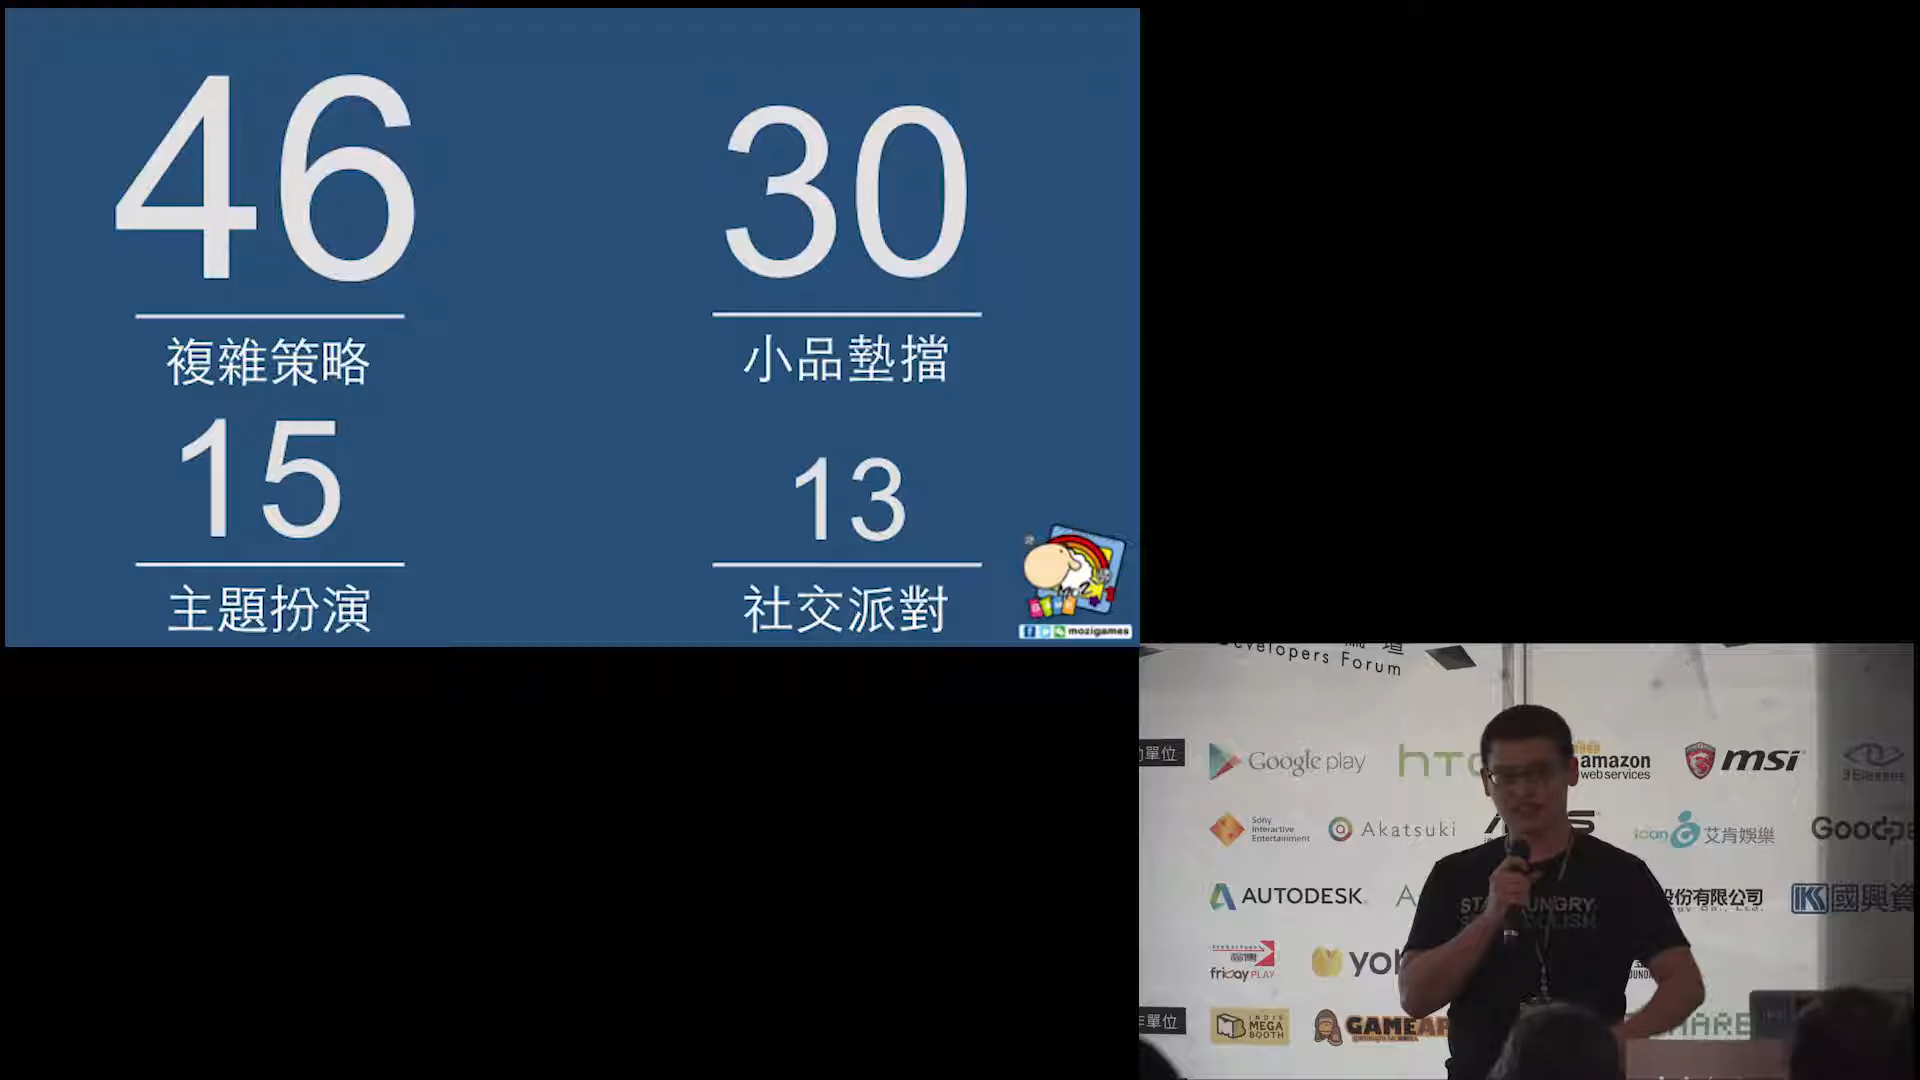 46
30
複雜策略
小品墊擋
15
13
主題扮演
社交派對
mozigames
Developers Forum
單位
Google play
amazon
web services
msi
Sony
Interactive
Entertainment
Akatsuki
艾肯娛樂
AUTODESK
股份有限公司
國興資
friDay PLAY
單位
INDIE
MEGA
BOOTH